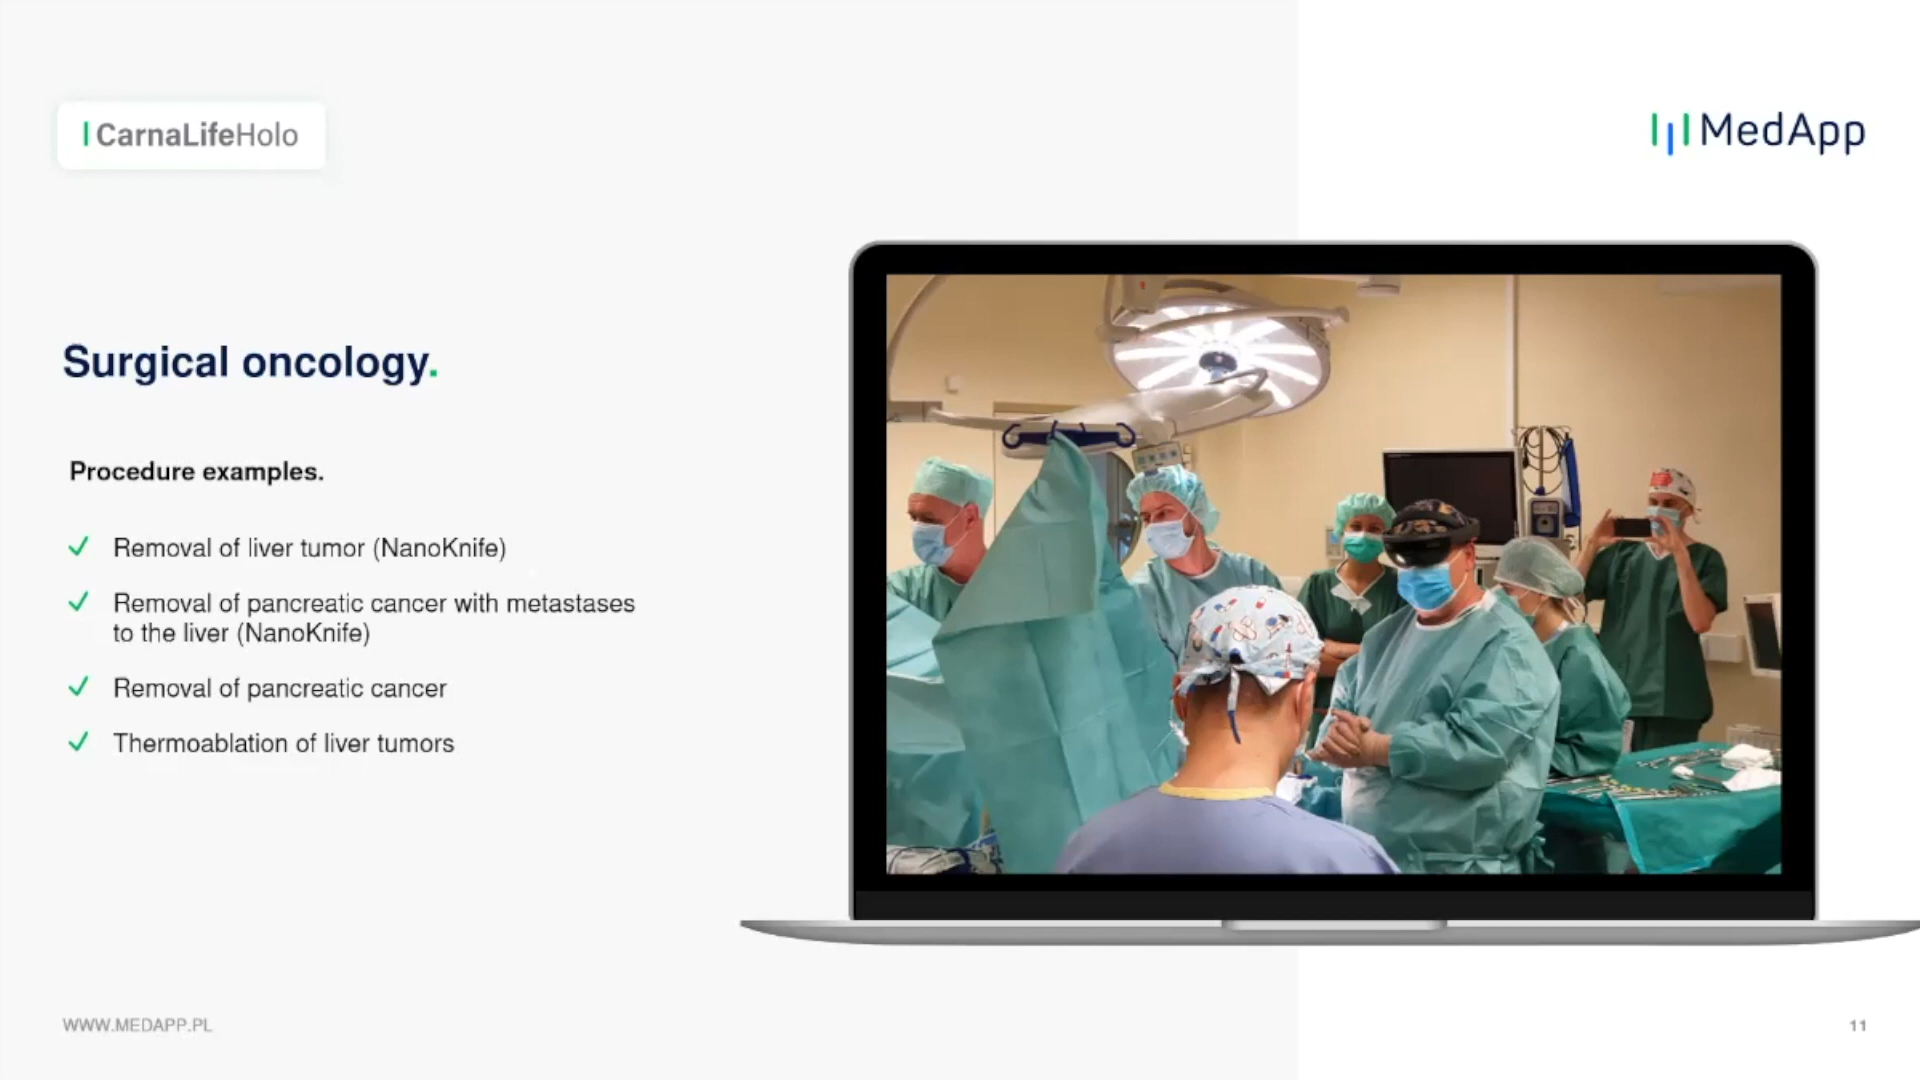 CarnaLifeHolo
MedApp
Surgical oncology.
Procedure examples.
Removal of liver tumor (NanoKnife)
Removal of pancreatic cancer with metastases
to the liver (NanoKnife)
Removal of pancreatic cancer
Thermoablation of liver tumors
WWW.MEDAPP.PL
11